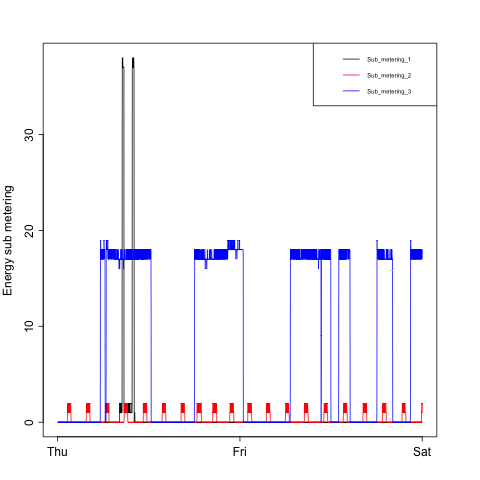 Sub_metering_1
Sub_metering_2
Sub_metering_3
Energy sub metering
30
20
10
0
Thu Fri Sat